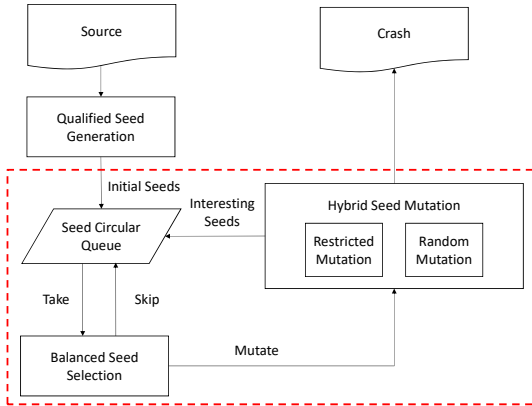 Source
Crash
Qualified Seed
Generation
Initial Seeds
Interesting
Seeds
Hybrid Seed Mutation
Seed Circular
Queue
Restricted
Mutation
Random
Mutation
Take
Skip
Balanced Seed
Selection
Mutate